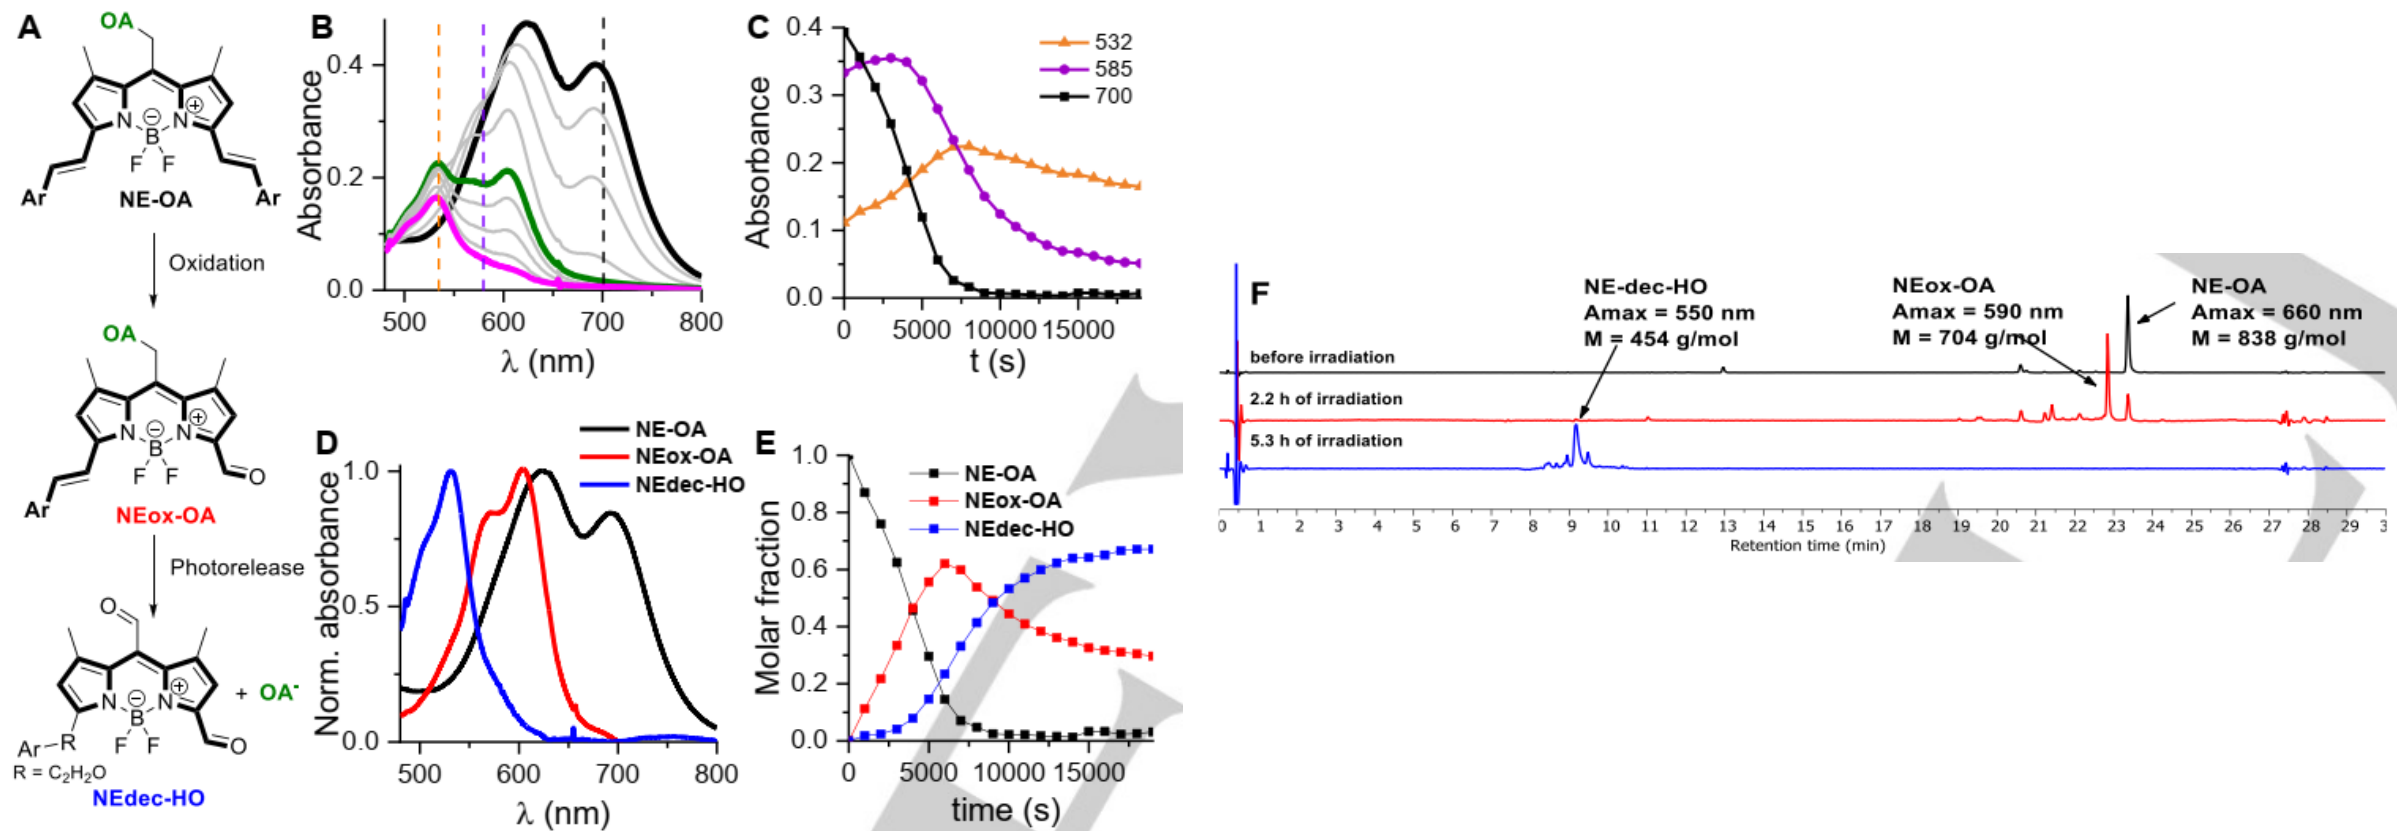 A
OA
N
N
⊕
⊖
B
F F
Ar
NE-OA
Ar
Oxidation
OA
N
N
⊕
⊖
B
F F
O
Ar
NEox-OA
Photorelease
O
N
N
⊕
⊖
B
F F
O
+ OA-
Ar-R
R = C2H2O
NEdec-HO
B
Absorbance
0.4
0.2
0.0
500 600 700 800
λ (nm)
C
Absorbance
0.4
0.3
0.2
0.1
0.0
532
585
700
0 5000 10000 15000
t (s)
D
NE-OA
NEox-OA
NEdec-HO
Norm. absorbance
1.0
0.5
0.0
500 600 700 800
λ (nm)
E
Molar fraction
1.0
0.8
0.6
0.4
0.2
0.0
NE-OA
NEox-OA
NEdec-HO
0 5000 10000 15000
time (s)
F
NE-dec-HO
Amax = 550 nm
M = 454 g/mol
NEox-OA
Amax = 590 nm
M = 704 g/mol
NE-OA
Amax = 660 nm
M = 838 g/mol
before irradiation
2.2 h of irradiation
5.3 h of irradiation
0 1 2 3 4 5 6 7 8 9 10 11 12 13 14 15 16 17 18 19 20 21 22 23 24 25 26 27 28 29 3
Retention time (min)